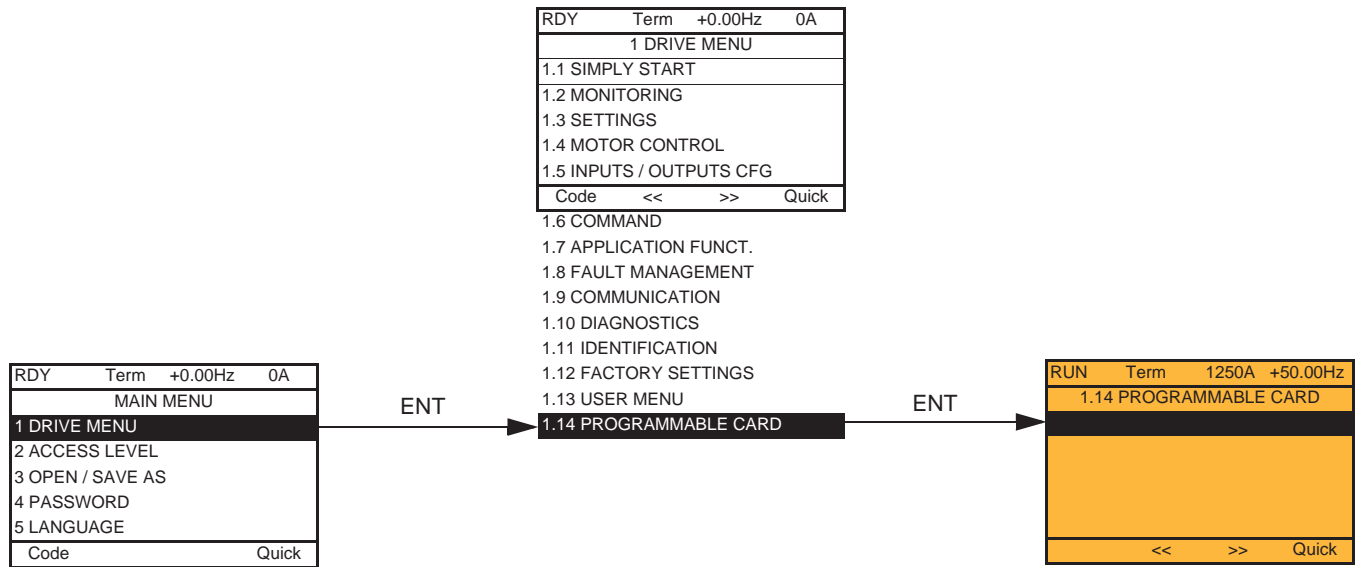 RDY Term +0.00Hz 0A
1 DRIVE MENU
1.1 SIMPLY START
1.2 MONITORING
1.3 SETTINGS
1.4 MOTOR CONTROL
1.5 INPUTS / OUTPUTS CFG
Code << >> Quick
1.6 COMMAND
1.7 APPLICATION FUNCT.
1.8 FAULT MANAGEMENT
1.9 COMMUNICATION
1.10 DIAGNOSTICS
1.11 IDENTIFICATION
1.12 FACTORY SETTINGS
1.13 USER MENU
1.14 PROGRAMMABLE CARD
RDY Term +0.00Hz 0A
MAIN MENU
1 DRIVE MENU
2 ACCESS LEVEL
3 OPEN / SAVE AS
4 PASSWORD
5 LANGUAGE
Code Quick
ENT
ENT
RUN Term 1250A +50.00Hz
1.14 PROGRAMMABLE CARD
<< >> Quick